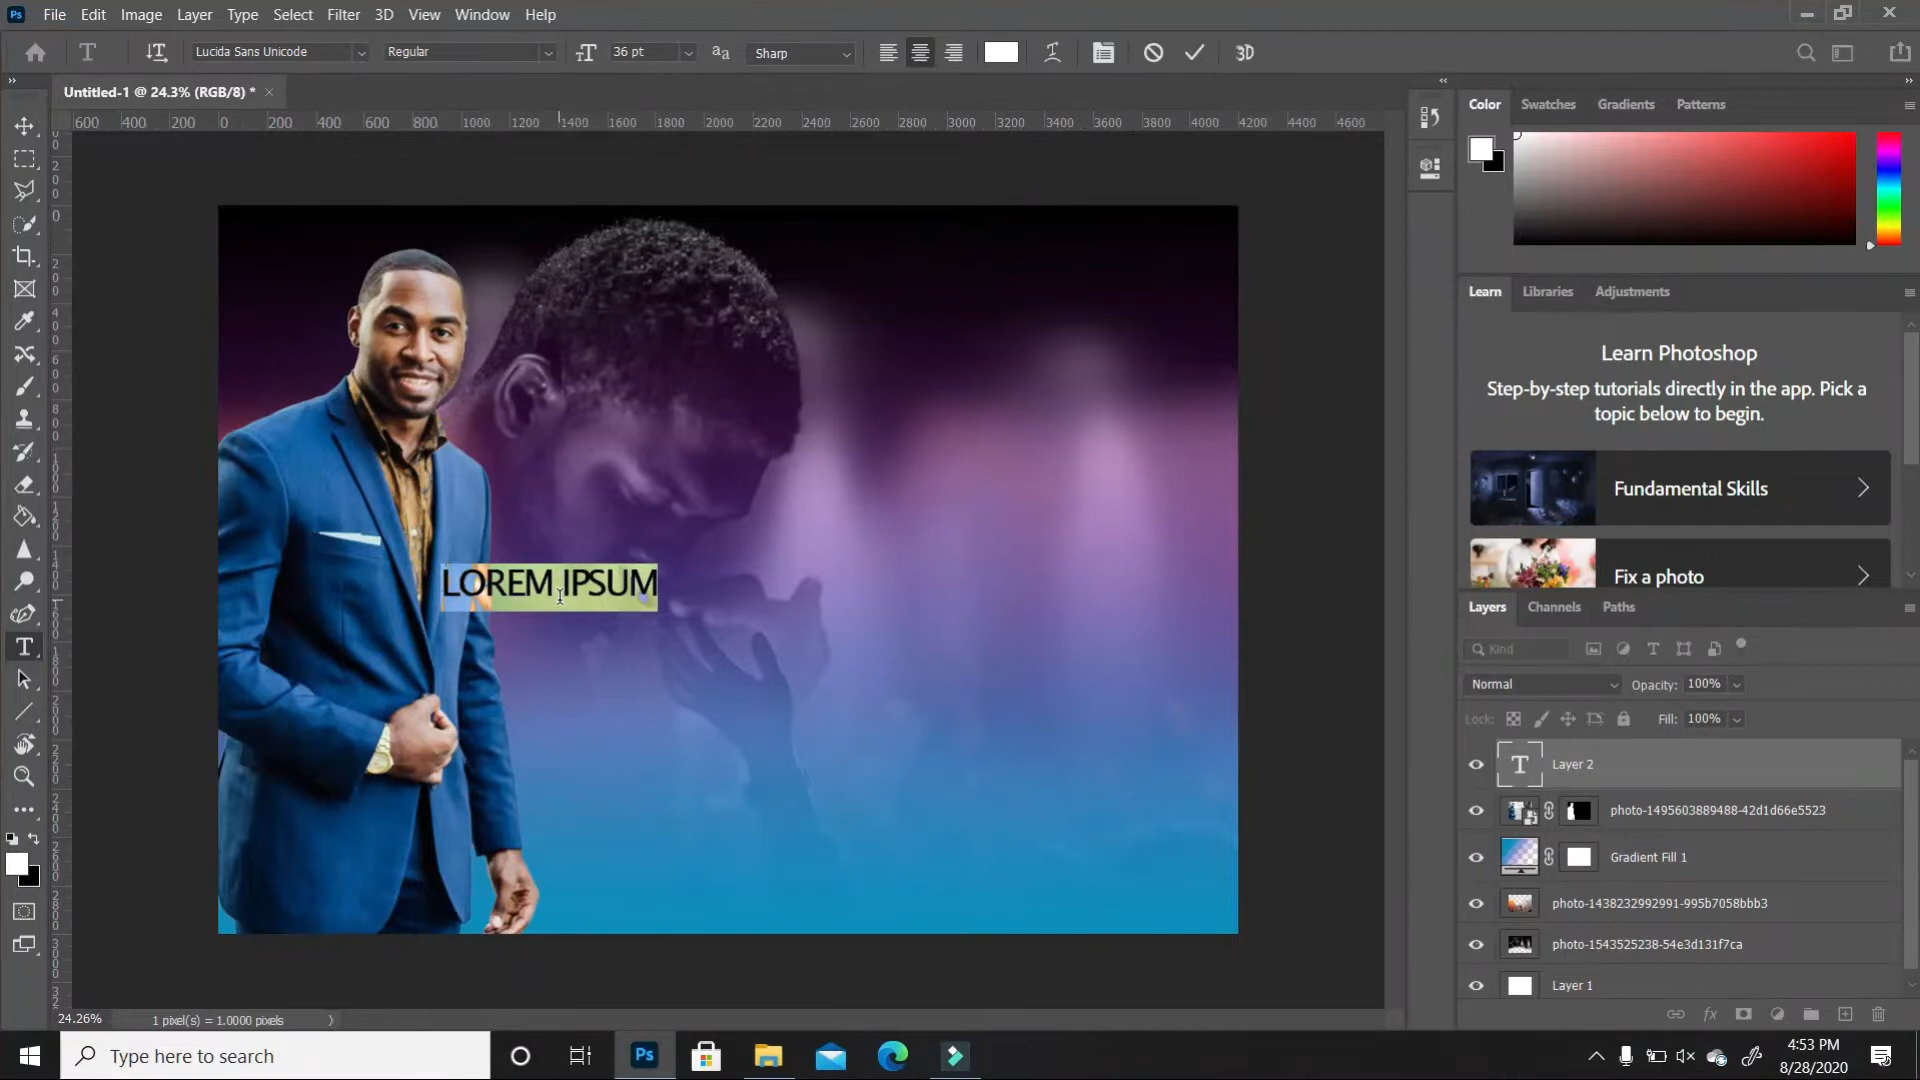 Ps File Edit Image Layer Type Select Filter 3D View Window Help
T Lucida Sans Unicode Regular 36 pt aa Sharp 3D
Untitled-1 @ 24.3% (RGB/8) *
600 400 200 0 200 400 600 800 1000 1200 1400 1600 1800 2000 2200 2400 2600 2800 3000 3200 3400 3600 3800 4000 4200 4400 4600
Color Swatches Gradients Patterns
Learn Libraries Adjustments
Learn Photoshop
Step-by-step tutorials directly in the app. Pick a
topic below to begin.
Fundamental Skills
Fix a photo
LOREM IPSUM
Layers Channels Paths
Kind
Normal Opacity: 100%
Lock: Fill: 100%
T Layer 2
photo-1495603889488-42d1d66e5523
Gradient Fill 1
photo-1438232992991-995b7058bbb3
photo-1543525238-54e3d131f7ca
Layer 1
fx
24.26% 1 pixel(s) = 1.0000 pixels
Type here to search
Ps
4:53 PM
8/28/2020